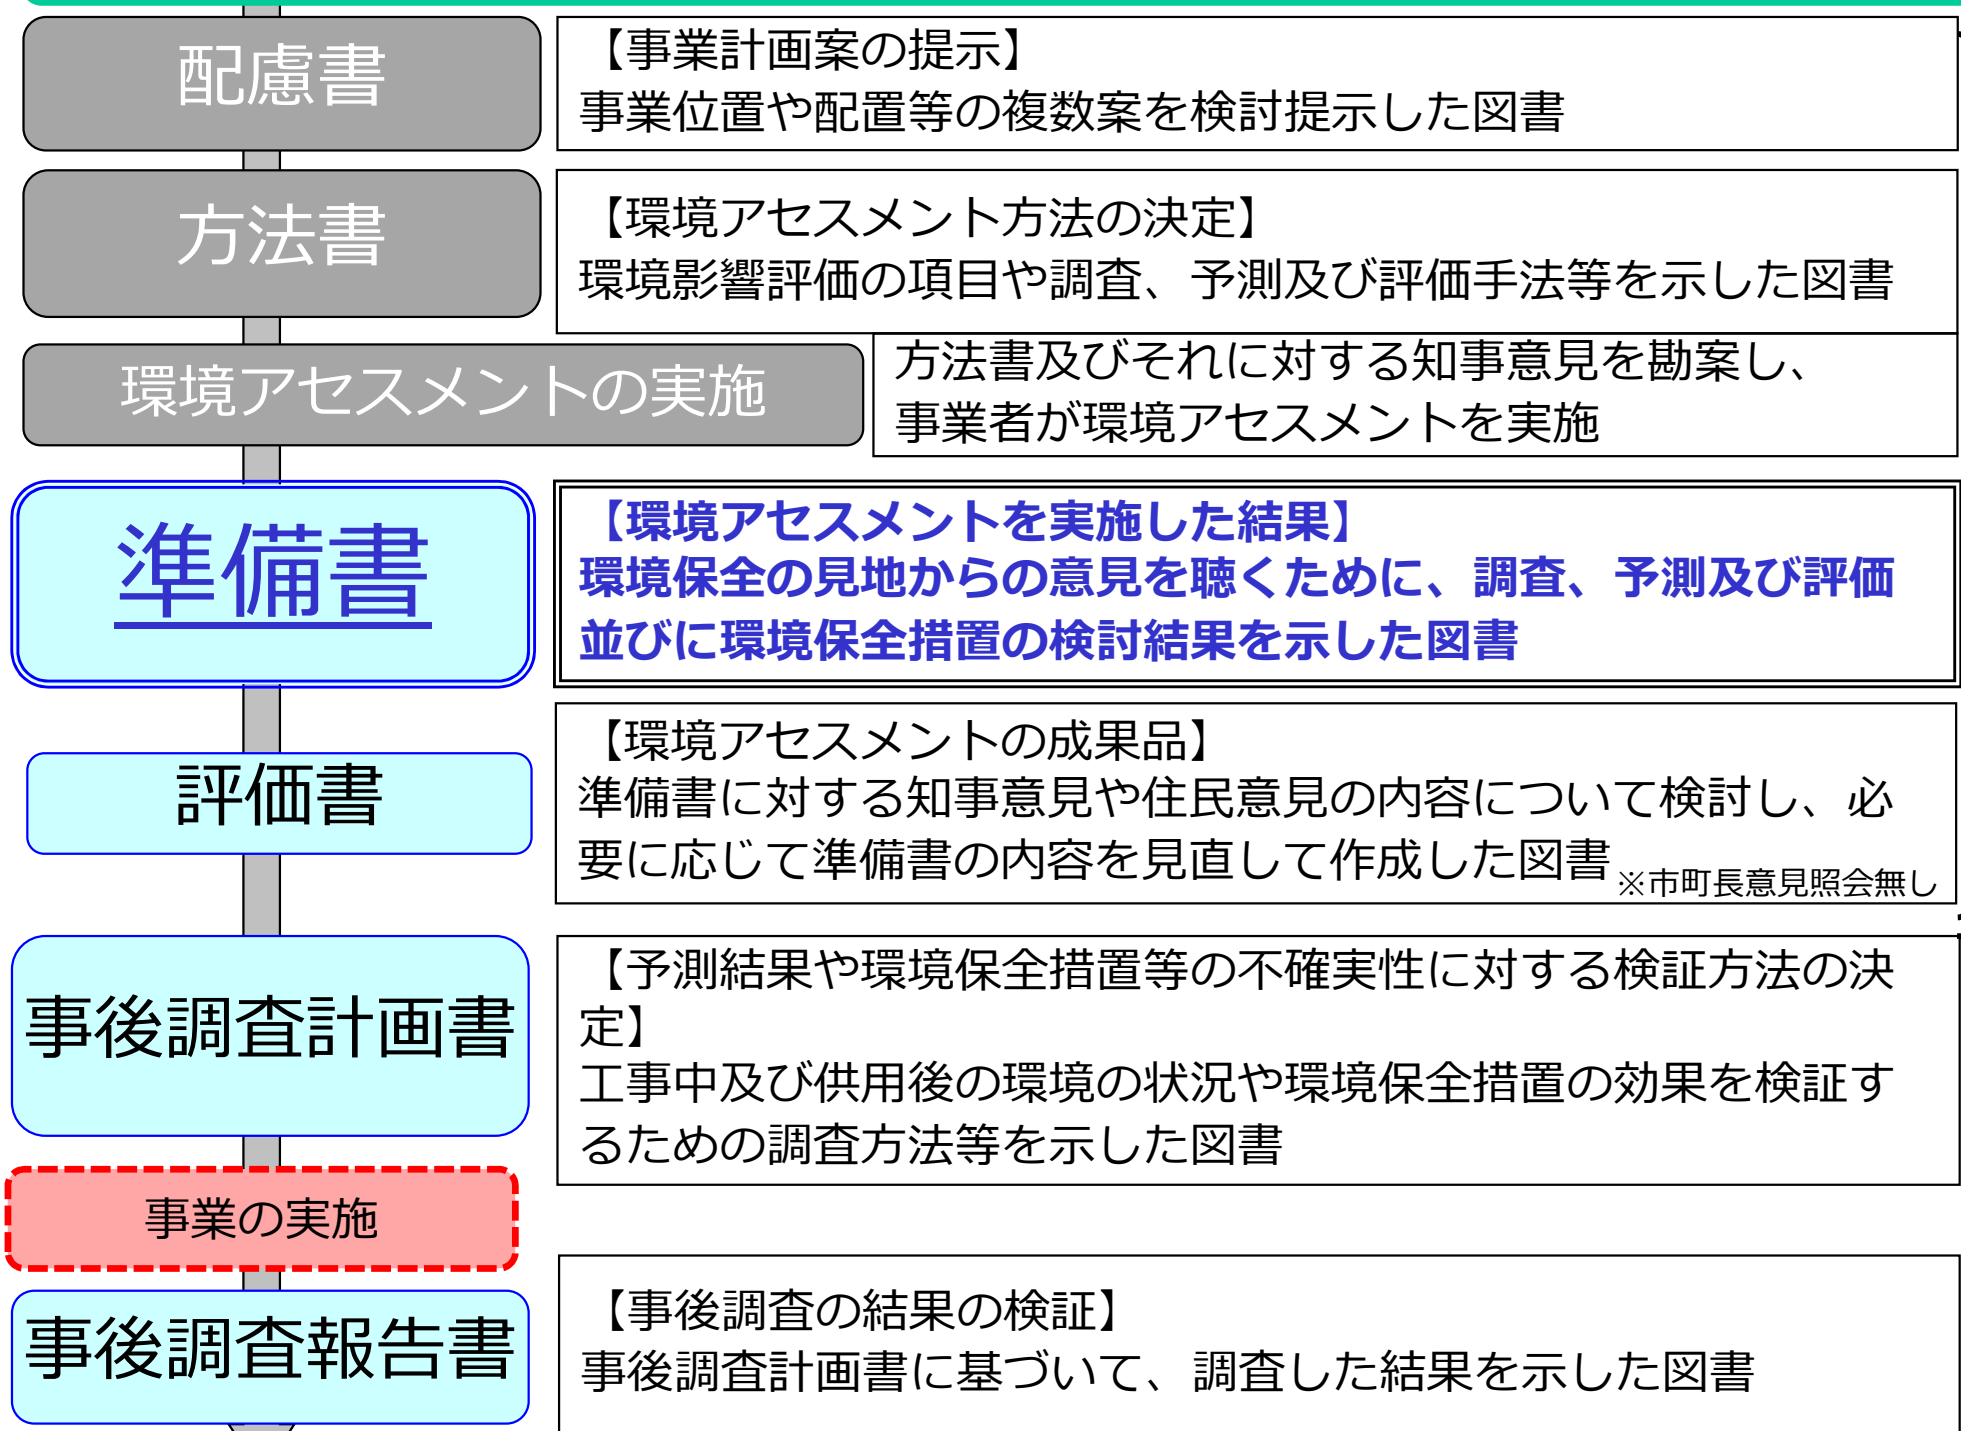 配慮書
【事業計画案の提示】
事業位置や配置等の複数案を検討提示した図書
方法書
【環境アセスメント方法の決定】
環境影響評価の項目や調査、予測及び評価手法等を示した図書
環境アセスメントの実施
方法書及びそれに対する知事意見を勘案し、
事業者が環境アセスメントを実施
準備書
【環境アセスメントを実施した結果】
環境保全の見地からの意見を聴くために、調査、予測及び評価
並びに環境保全措置の検討結果を示した図書
評価書
【環境アセスメントの成果品】
準備書に対する知事意見や住民意見の内容について検討し、必
要に応じて準備書の内容を見直して作成した図書
※市町長意見照会無し
事後調査計画書
【予測結果や環境保全措置等の不確実性に対する検証方法の決
定】
工事中及び供用後の環境の状況や環境保全措置の効果を検証す
るための調査方法等を示した図書
事業の実施
事後調査報告書
【事後調査の結果の検証】
事後調査計画書に基づいて、調査した結果を示した図書